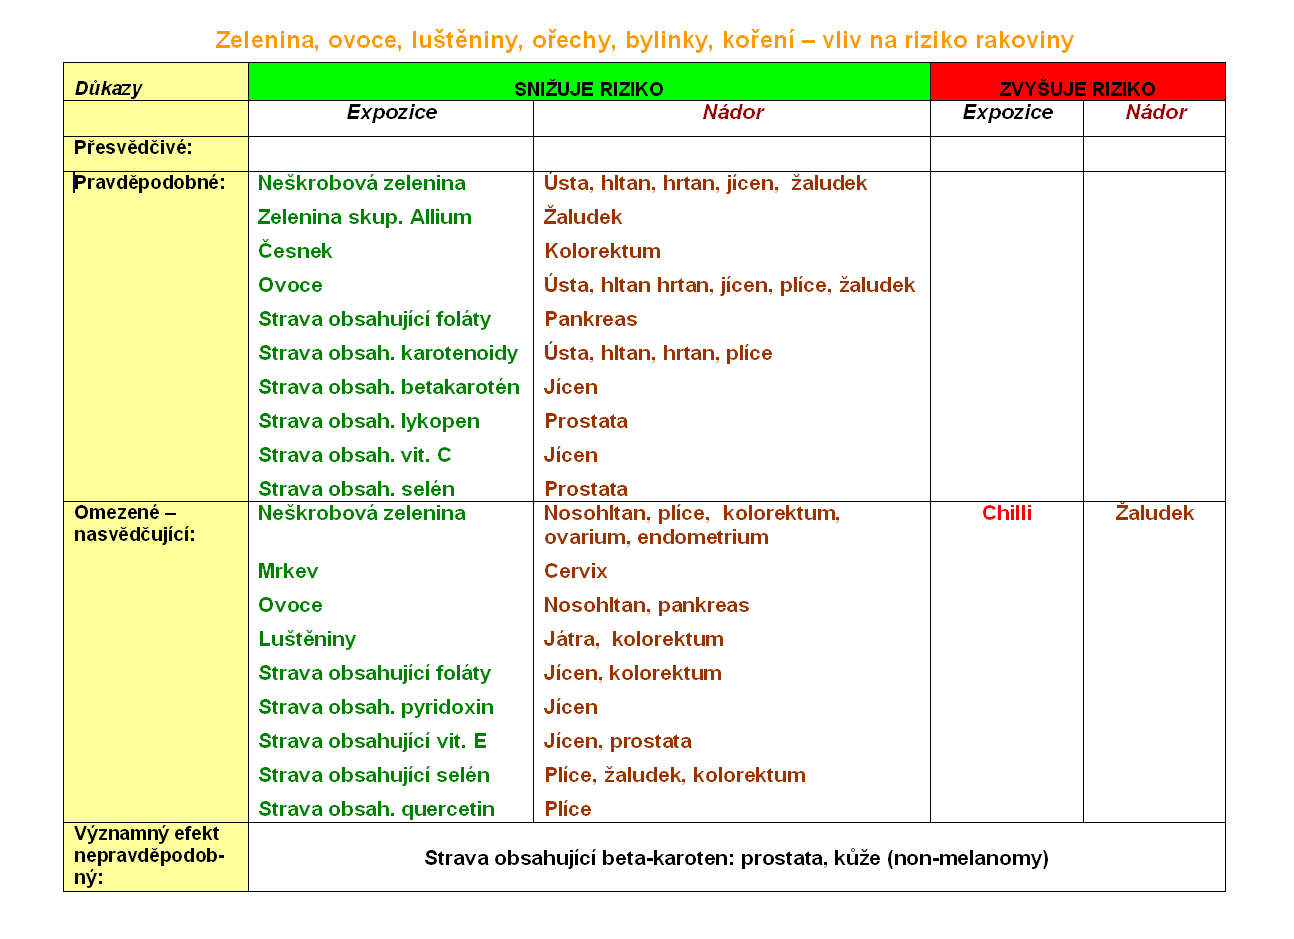 Zelenina, ovoce, luštěniny, ořechy, bylinky, koření – vliv na riziko rakoviny
Důkazy SNIŽUJE RIZIKO ZVYŠUJE RIZIKO
Expozice Nádor Expozice Nádor
Přesvědčivé:
Pravděpodobné: Neškrobová zelenina Ústa, hltan, hrtan, jícen, žaludek
Zelenina skup. Allium Žaludek
Česnek Kolorektum
Ovoce Ústa, hltan hrtan, jícen, plíce, žaludek
Strava obsahující foláty Pankreas
Strava obsah. karotenoidy Ústa, hltan, hrtan, plíce
Strava obsah. betakarotén Jícen
Strava obsah. lykopen Prostata
Strava obsah. vit. C Jícen
Strava obsah. selén Prostata
Omezené – Neškrobová zelenina Nosohltan, plíce, kolorektum, Chilli Žaludek
nasvědčující: ovarium, endometrium
Mrkev Cervix
Ovoce Nosohltan, pankreas
Luštěniny Játra, kolorektum
Strava obsahující foláty Jícen, kolorektum
Strava obsah. pyridoxin Jícen
Strava obsahující vit. E Jícen, prostata
Strava obsahující selén Plíce, žaludek, kolorektum
Strava obsah. quercetin Plíce
Významný efekt
nepravděpodob-
ný:
Strava obsahující beta-karoten: prostata, kůže (non-melanomy)